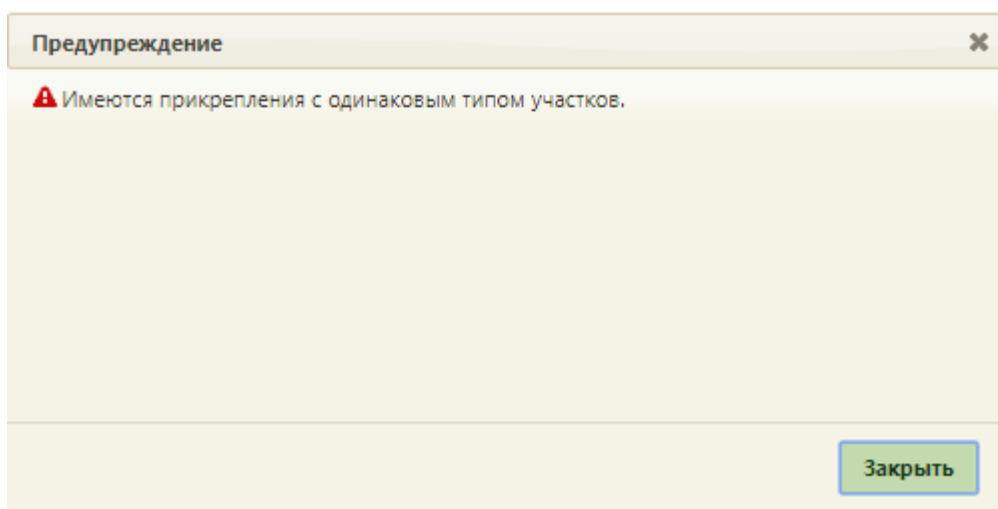 Предупреждение
Имеются прикрепления с одинаковым типом участков.
Закрыть